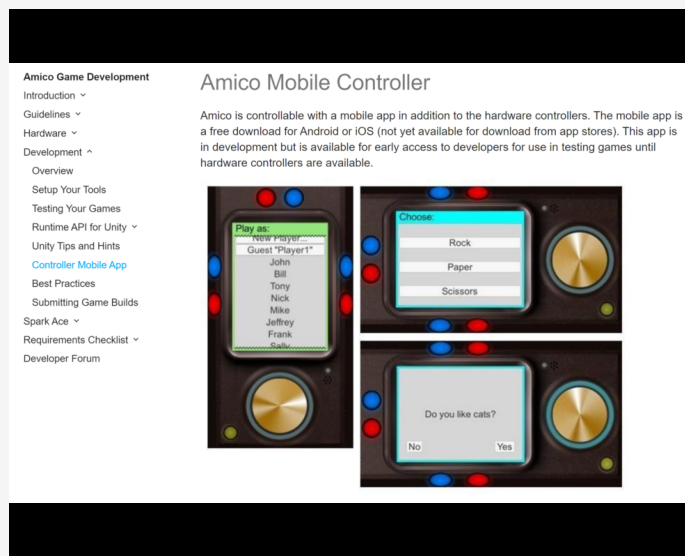 Amico Game Development
Introduction
Guidelines
Hardware
Development
Overview
Setup Your Tools
Testing Your Games
Runtime API for Unity
Unity Tips and Hints
Controller Mobile App
Best Practices
Submitting Game Builds
Spark Ace
Requirements Checklist
Developer Forum
Amico Mobile Controller
Amico is controllable with a mobile app in addition to the hardware controllers. The mobile app is
a free download for Android or iOS (not yet available for download from app stores). This app is
in development but is available for early access to developers for use in testing games until
hardware controllers are available.
Play as:
New Player...
Guest "Player1"
John
Bill
Tony
Nick
Mike
Jeffrey
Frank
Sally
Choose:
Rock
Paper
Scissors
Do you like cats?
No Yes